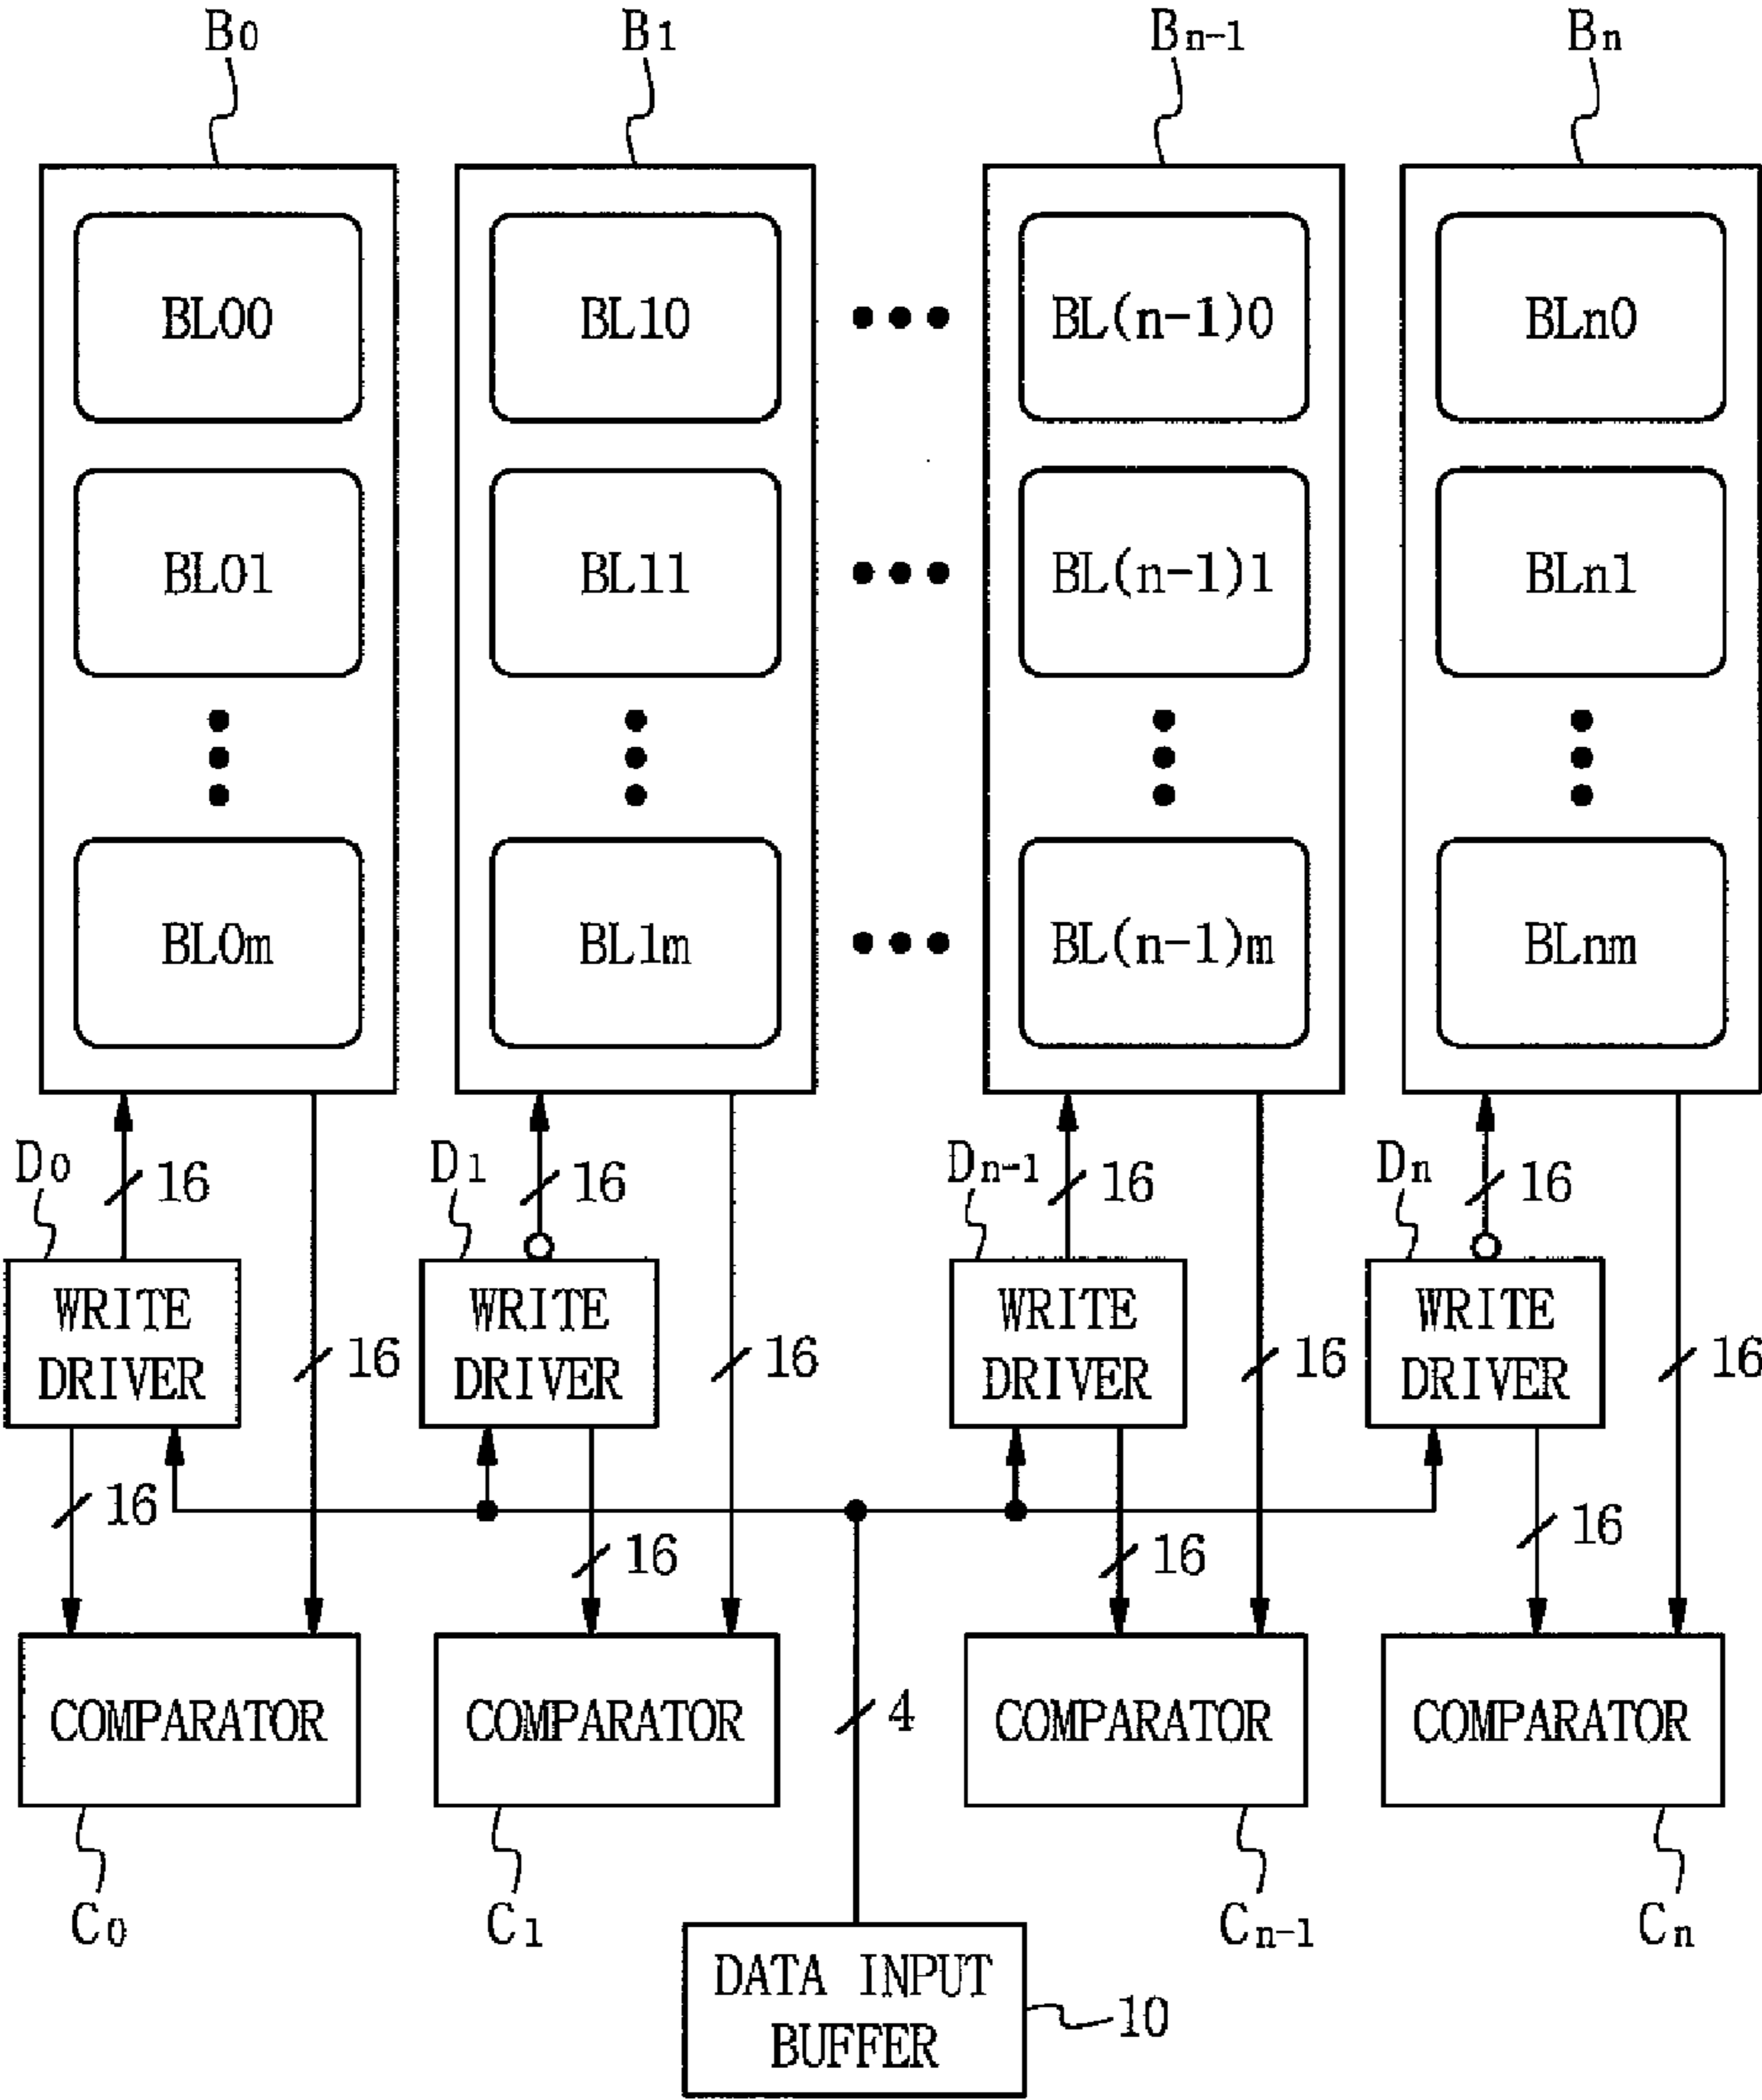 B0 B1 Bn-1 Bn
BL00 BL10 BL(n-1)0 BLn0
BL01 BL11 BL(n-1)1 BLn1
BL0m BL1m BL(n-1)m BLnm
D0 16 D1 16 Dn-1 16 Dn 16
WRITE WRITE WRITE WRITE
DRIVER 16 DRIVER 16 DRIVER 16 DRIVER 16
16 16 16 16
COMPARATOR COMPARATOR 4 COMPARATOR COMPARATOR
C0 C1 Cn-1 Cn
DATA INPUT
BUFFER
10